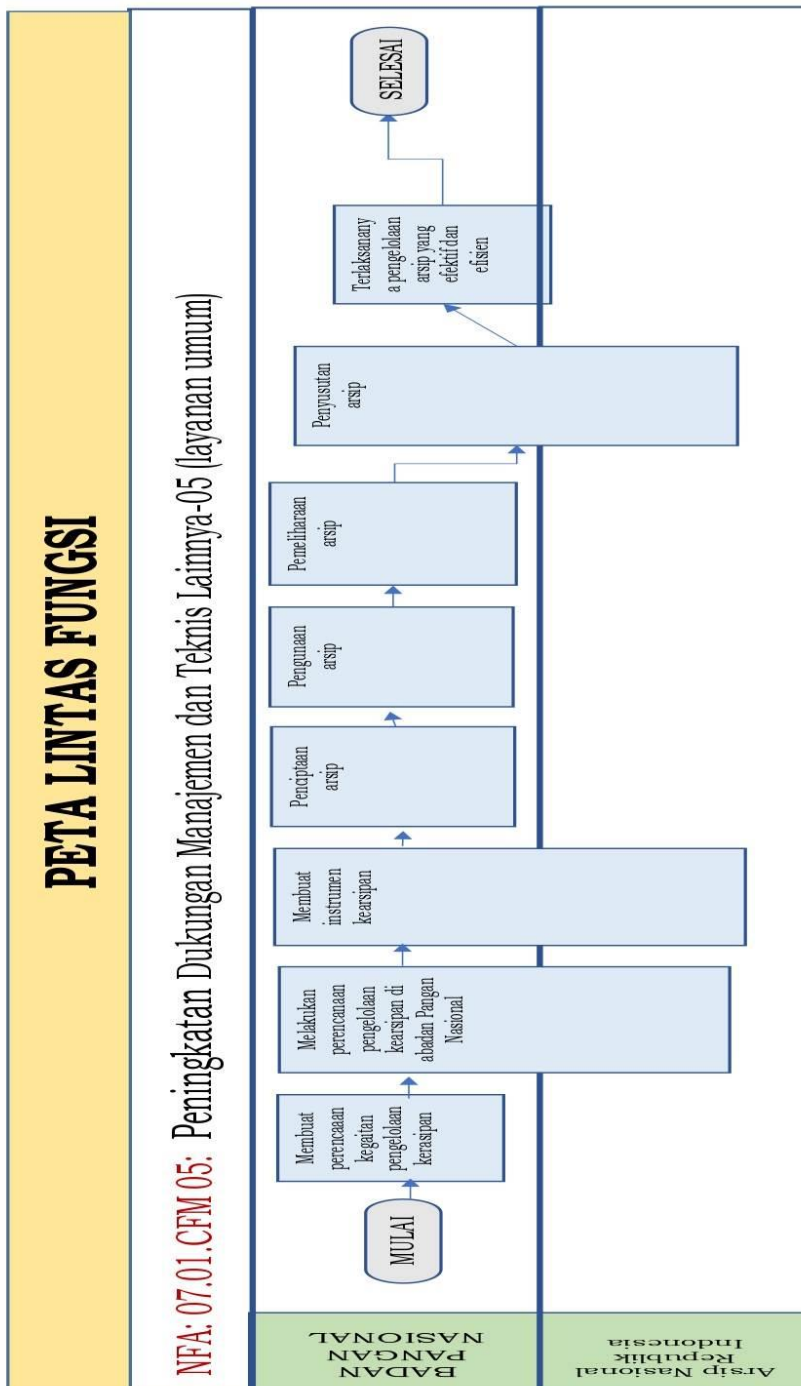 PETA LINTAS FUNGSI
NFA: 07.01.CFM 05: Peningkatan Dukungan Manajemen dan Teknis Lainnya-05 (layanan umum)
BADAN
PANGAN
NASIONAL
MULAI
Membuat
perencaaan
kegaitan
pengelolaan
kerasipan
Melakukan
perencanaan
pengelolaan
kearsipan di
abadan Pangan
Nasional
Membuat
instrumen
kearsipan
Penciptaan
arsip
Pengunaan
arsip
Pemeliharaan
arsip
Penyusutan
arsip
Terlaksanany
a pengelolaan
arsip yang
efektif dan
efisien
SELESAI
Arsip Nasional
Republik
Indonesia